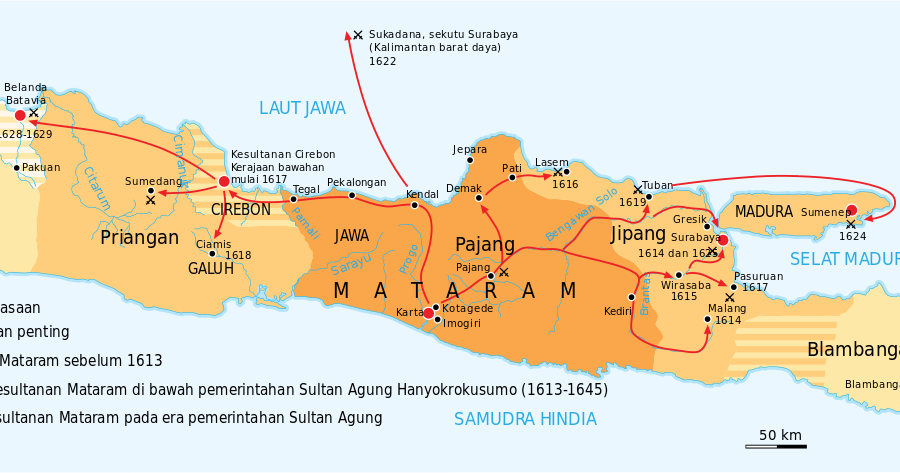 Sukadana, sekutu Surabaya
(Kalimantan barat daya)
1622
Belanda
Batavia
1628-1629
LAUT JAWA
Pakuan
Citarum
Cimanuk
Sumedang
Kesultanan Cirebon
Kerajaan bawahan
mulai 1617
CIREBON
Priangan
Ciamis
1618
GALUH
Tegal
Pekalongan
Kendal
Pamali
JAWA
Sarayu
Progo
Jepara
Pati
Demak
Lasem
1616
Bengawan Solo
Tuban
1619
Pajang
Pajang
Jipang
Gresik
Surabaya
1614 dan 1625
MADURA
Sumenep
1624
SELAT MADUR
MATARAM
Karta
Kotagede
Imogiri
Kediri
Brantas
Wirasaba
1615
Pasuruan
1617
Malang
1614
Blambanga
Blambanga
asaan
an penting
Mataram sebelum 1613
esultanan Mataram di bawah pemerintahan Sultan Agung Hanyokrokusumo (1613-1645)
sultanan Mataram pada era pemerintahan Sultan Agung
SAMUDRA HINDIA
50 km